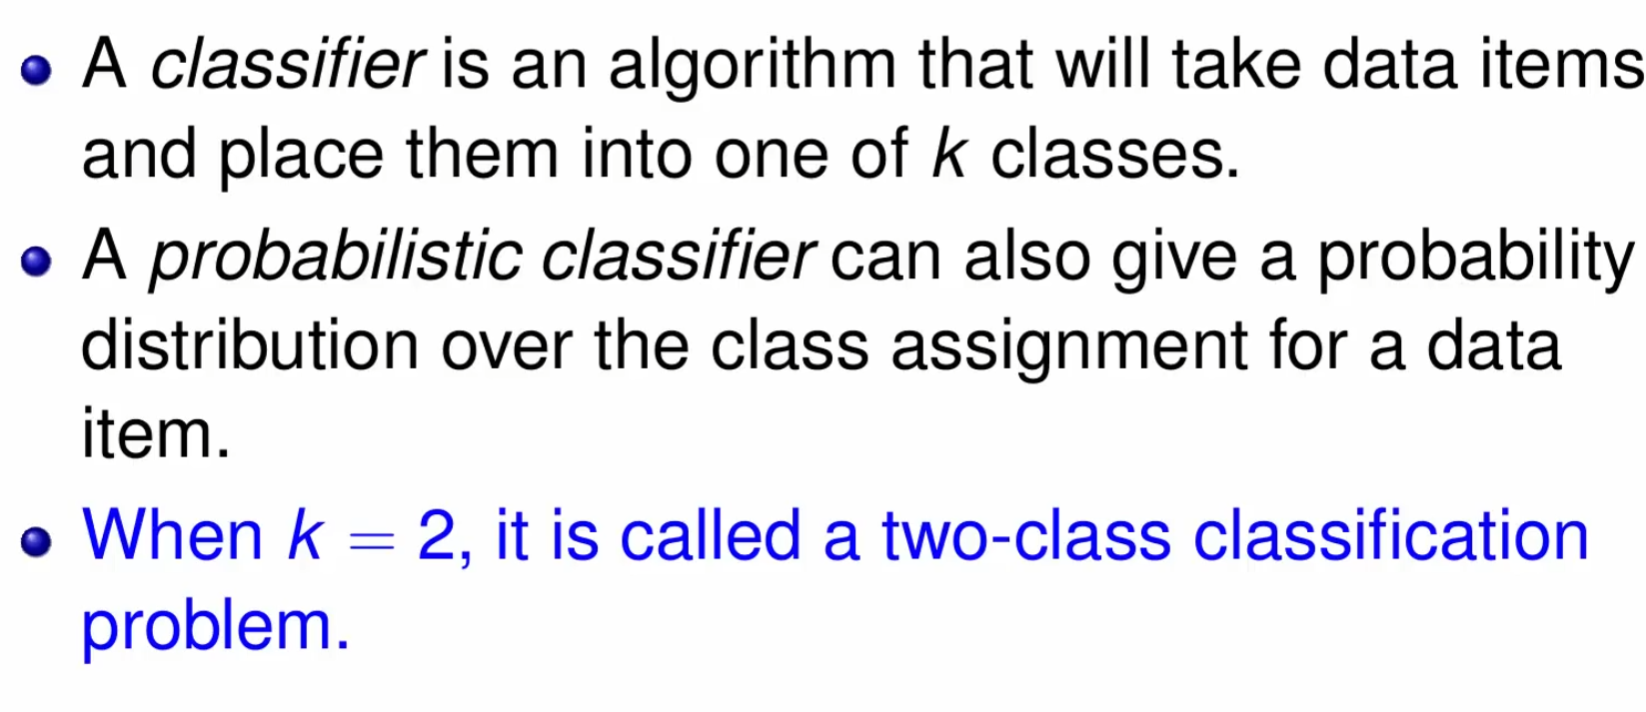 A classifier is an algorithm that will take data items
and place them into one of k classes.
A probabilistic classifier can also give a probability
distribution over the class assignment for a data
item.
When k = 2, it is called a two-class classification
problem.